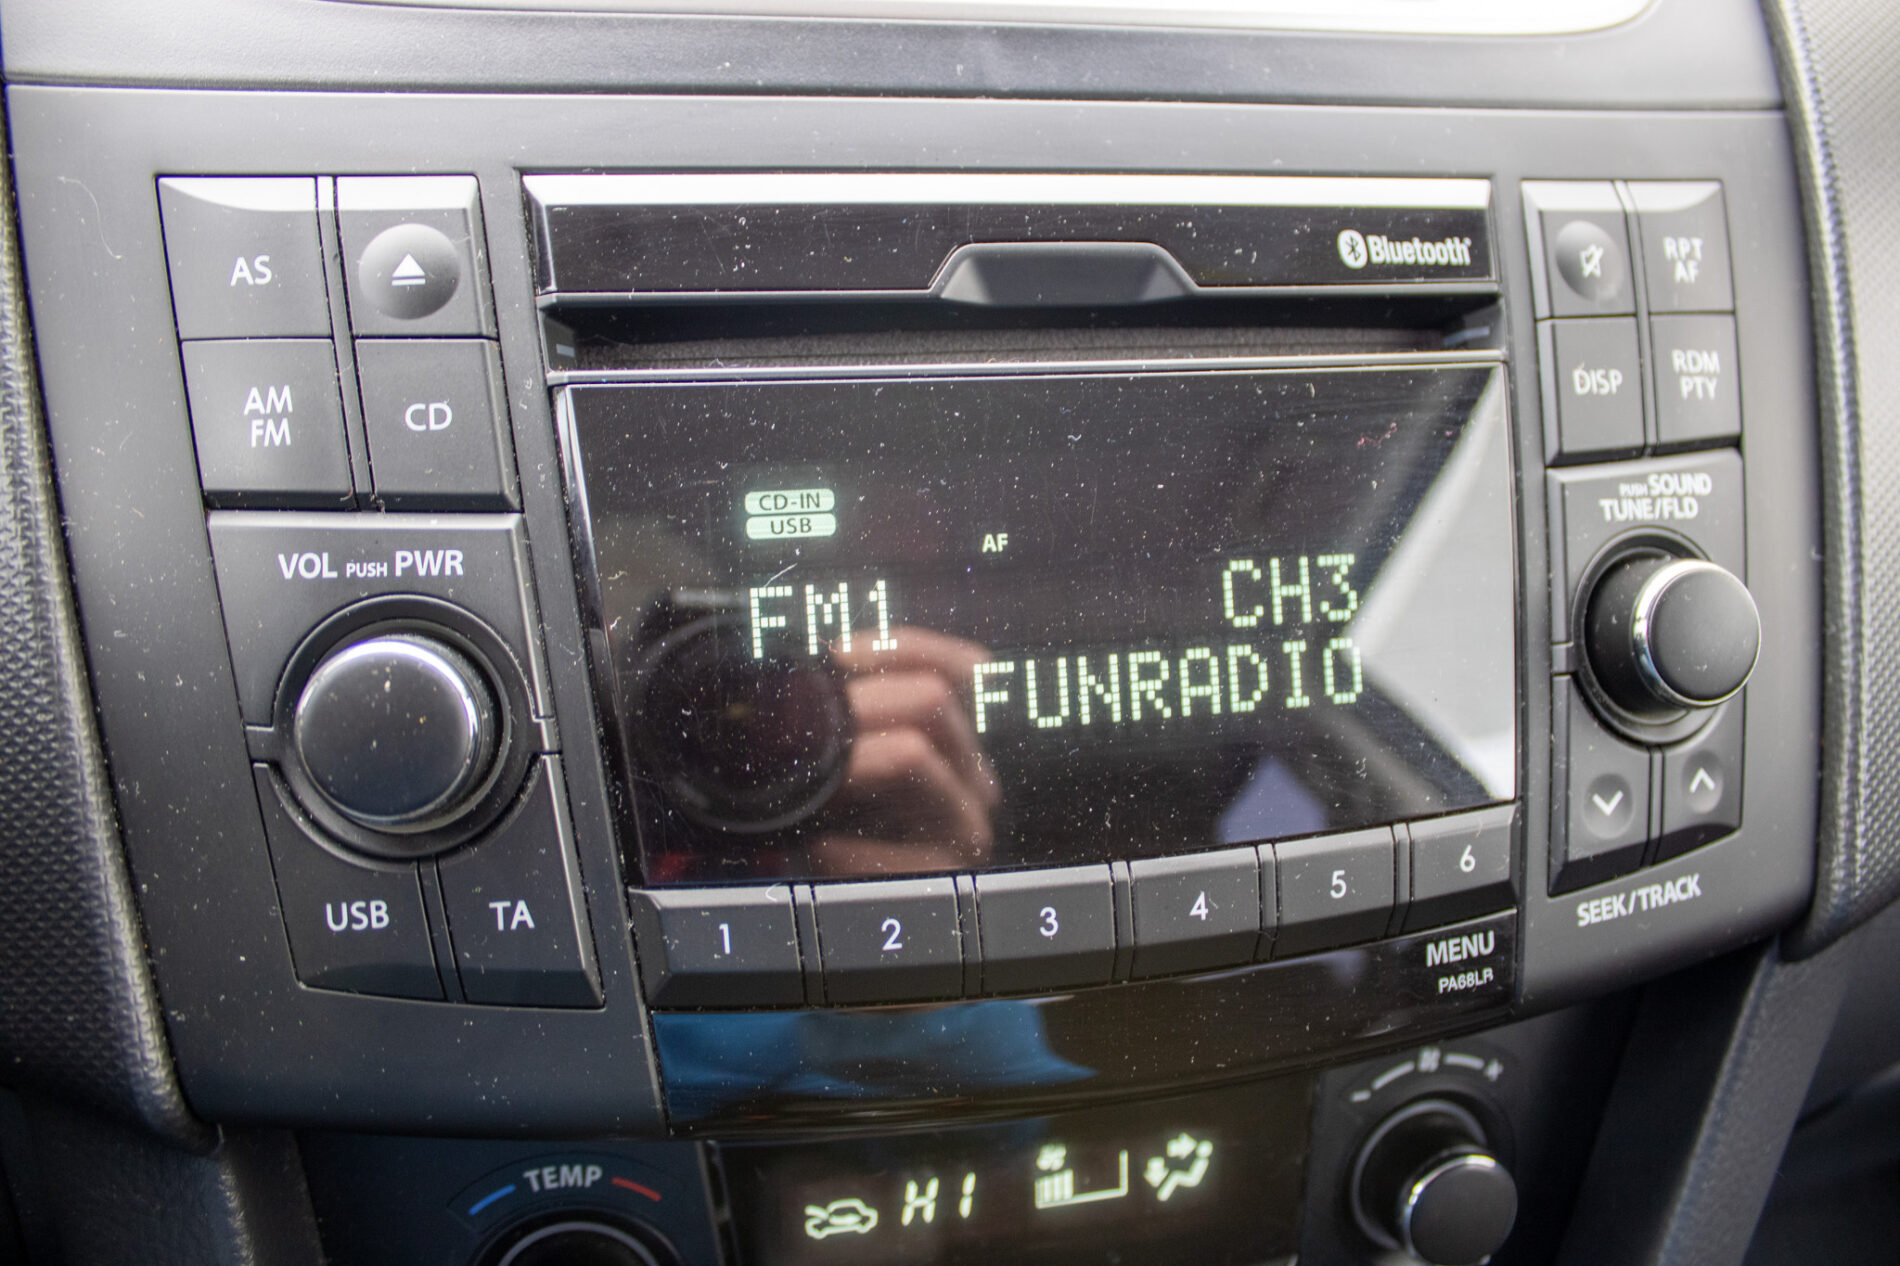 AS
AM
FM
CD
VOL PUSH PWR
USB
TA
Bluetooth
CD-IN
USB
AF
FM1
CH3
FUNRADIO
1
2
3
4
5
6
MENU
PA68LR
RPT
AF
DISP
RDM
PTY
PUSH SOUND
TUNE/FLD
SEEK/TRACK
TEMP
HI